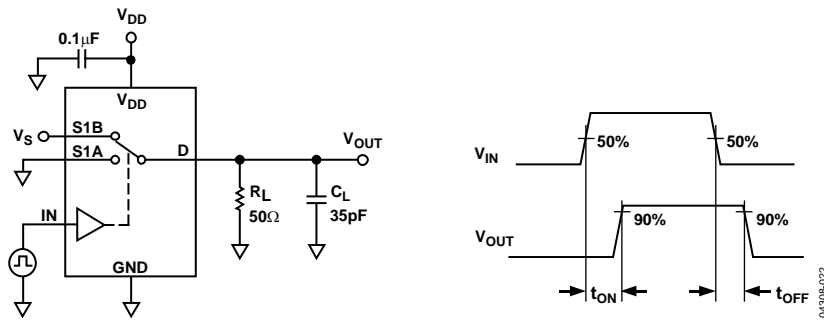 VDD
0.1µF
VDD
VS
S1B
S1A
D
VOUT
IN
RL
50Ω
CL
35pF
GND
VIN
50%
50%
VOUT
90%
90%
tON
tOFF
04308-022